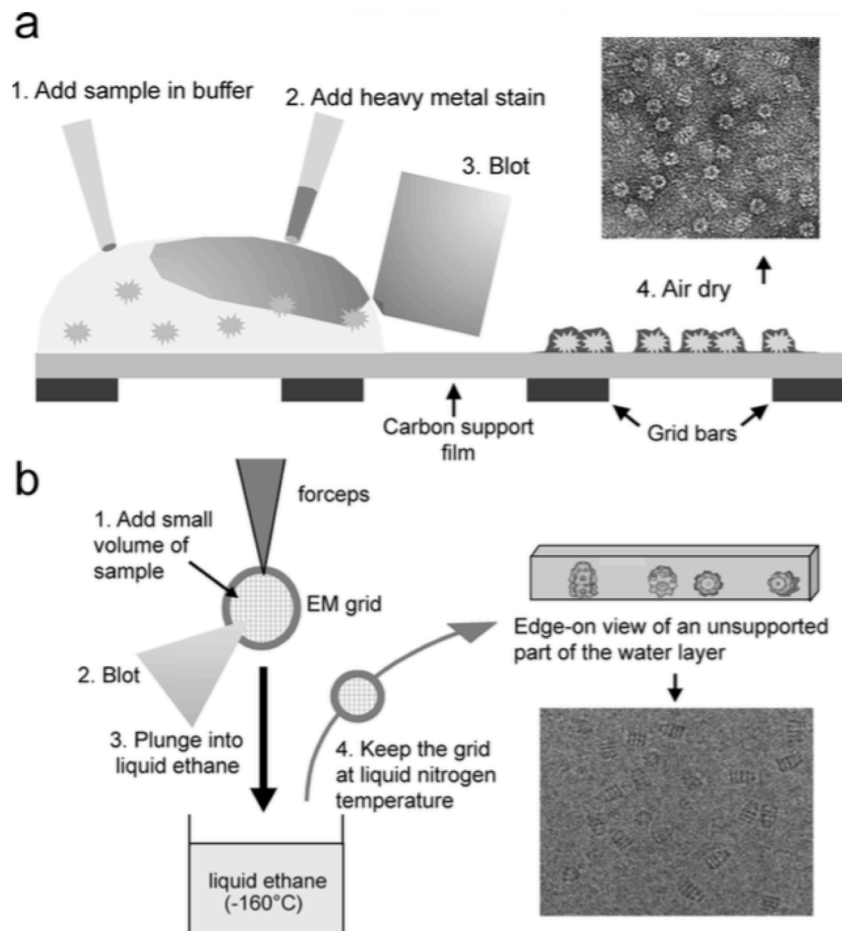 a
1. Add sample in buffer
2. Add heavy metal stain
3. Blot
4. Air dry
Carbon support
film
Grid bars
b
forceps
1. Add small
volume of
sample
EM grid
2. Blot
3. Plunge into
liquid ethane
4. Keep the grid
at liquid nitrogen
temperature
liquid ethane
(-160°C)
Edge-on view of an unsupported
part of the water layer